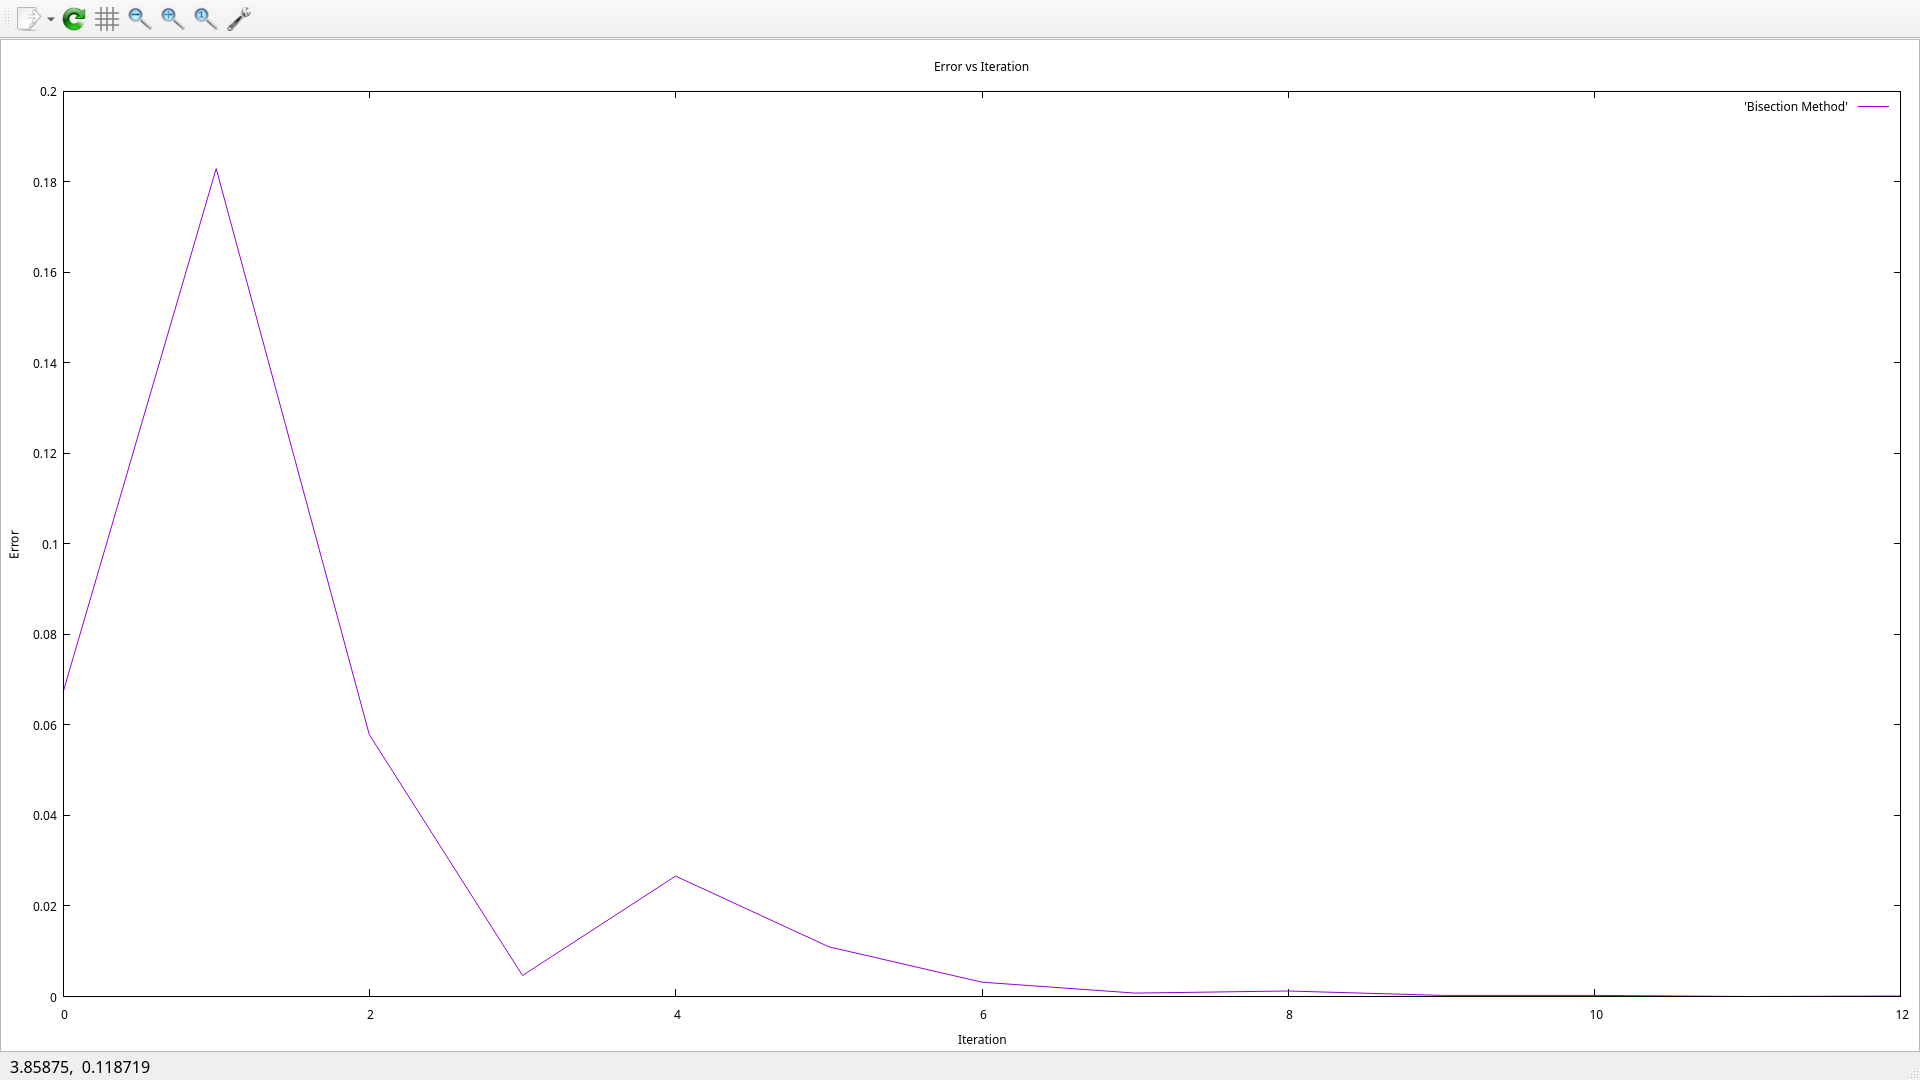 Error vs Iteration
'Bisection Method'
0.2
0.18
0.16
0.14
0.12
0.1
0.08
0.06
0.04
0.02
0
Error
0 2 4 6 8 10 12
Iteration
3.85875, 0.118719